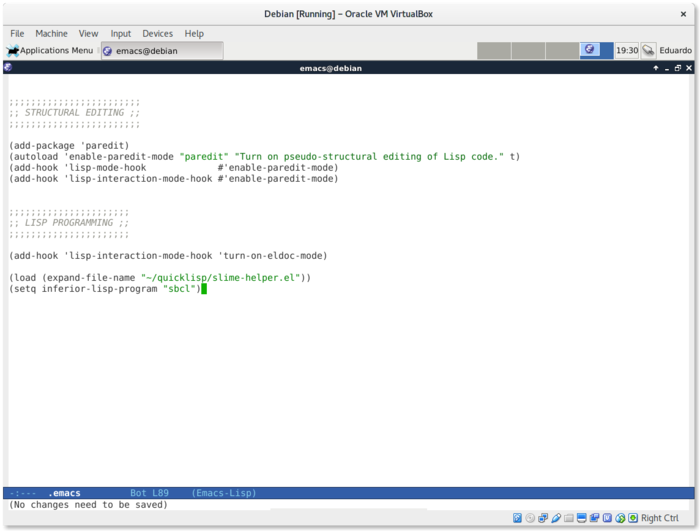 Debian [Running] – Oracle VM VirtualBox
File Machine View Input Devices Help
Applications Menu emacs@debian 19:30 Eduardo
emacs@debian
;;;;;;;;;;;;;;;;;;;;;;;;
;; STRUCTURAL EDITING ;;
;;;;;;;;;;;;;;;;;;;;;;;;
(add-package 'paredit)
(autoload 'enable-paredit-mode "paredit" "Turn on pseudo-structural editing of Lisp code." t)
(add-hook 'lisp-mode-hook             #'enable-paredit-mode)
(add-hook 'lisp-interaction-mode-hook #'enable-paredit-mode)
;;;;;;;;;;;;;;;;;;;;;;
;; LISP PROGRAMMING ;;
;;;;;;;;;;;;;;;;;;;;;;
(add-hook 'lisp-interaction-mode-hook 'turn-on-eldoc-mode)
(load (expand-file-name "~/quicklisp/slime-helper.el"))
(setq inferior-lisp-program "sbcl")
-:--- .emacs Bot L89 (Emacs-Lisp)
(No changes need to be saved)
Right Ctrl